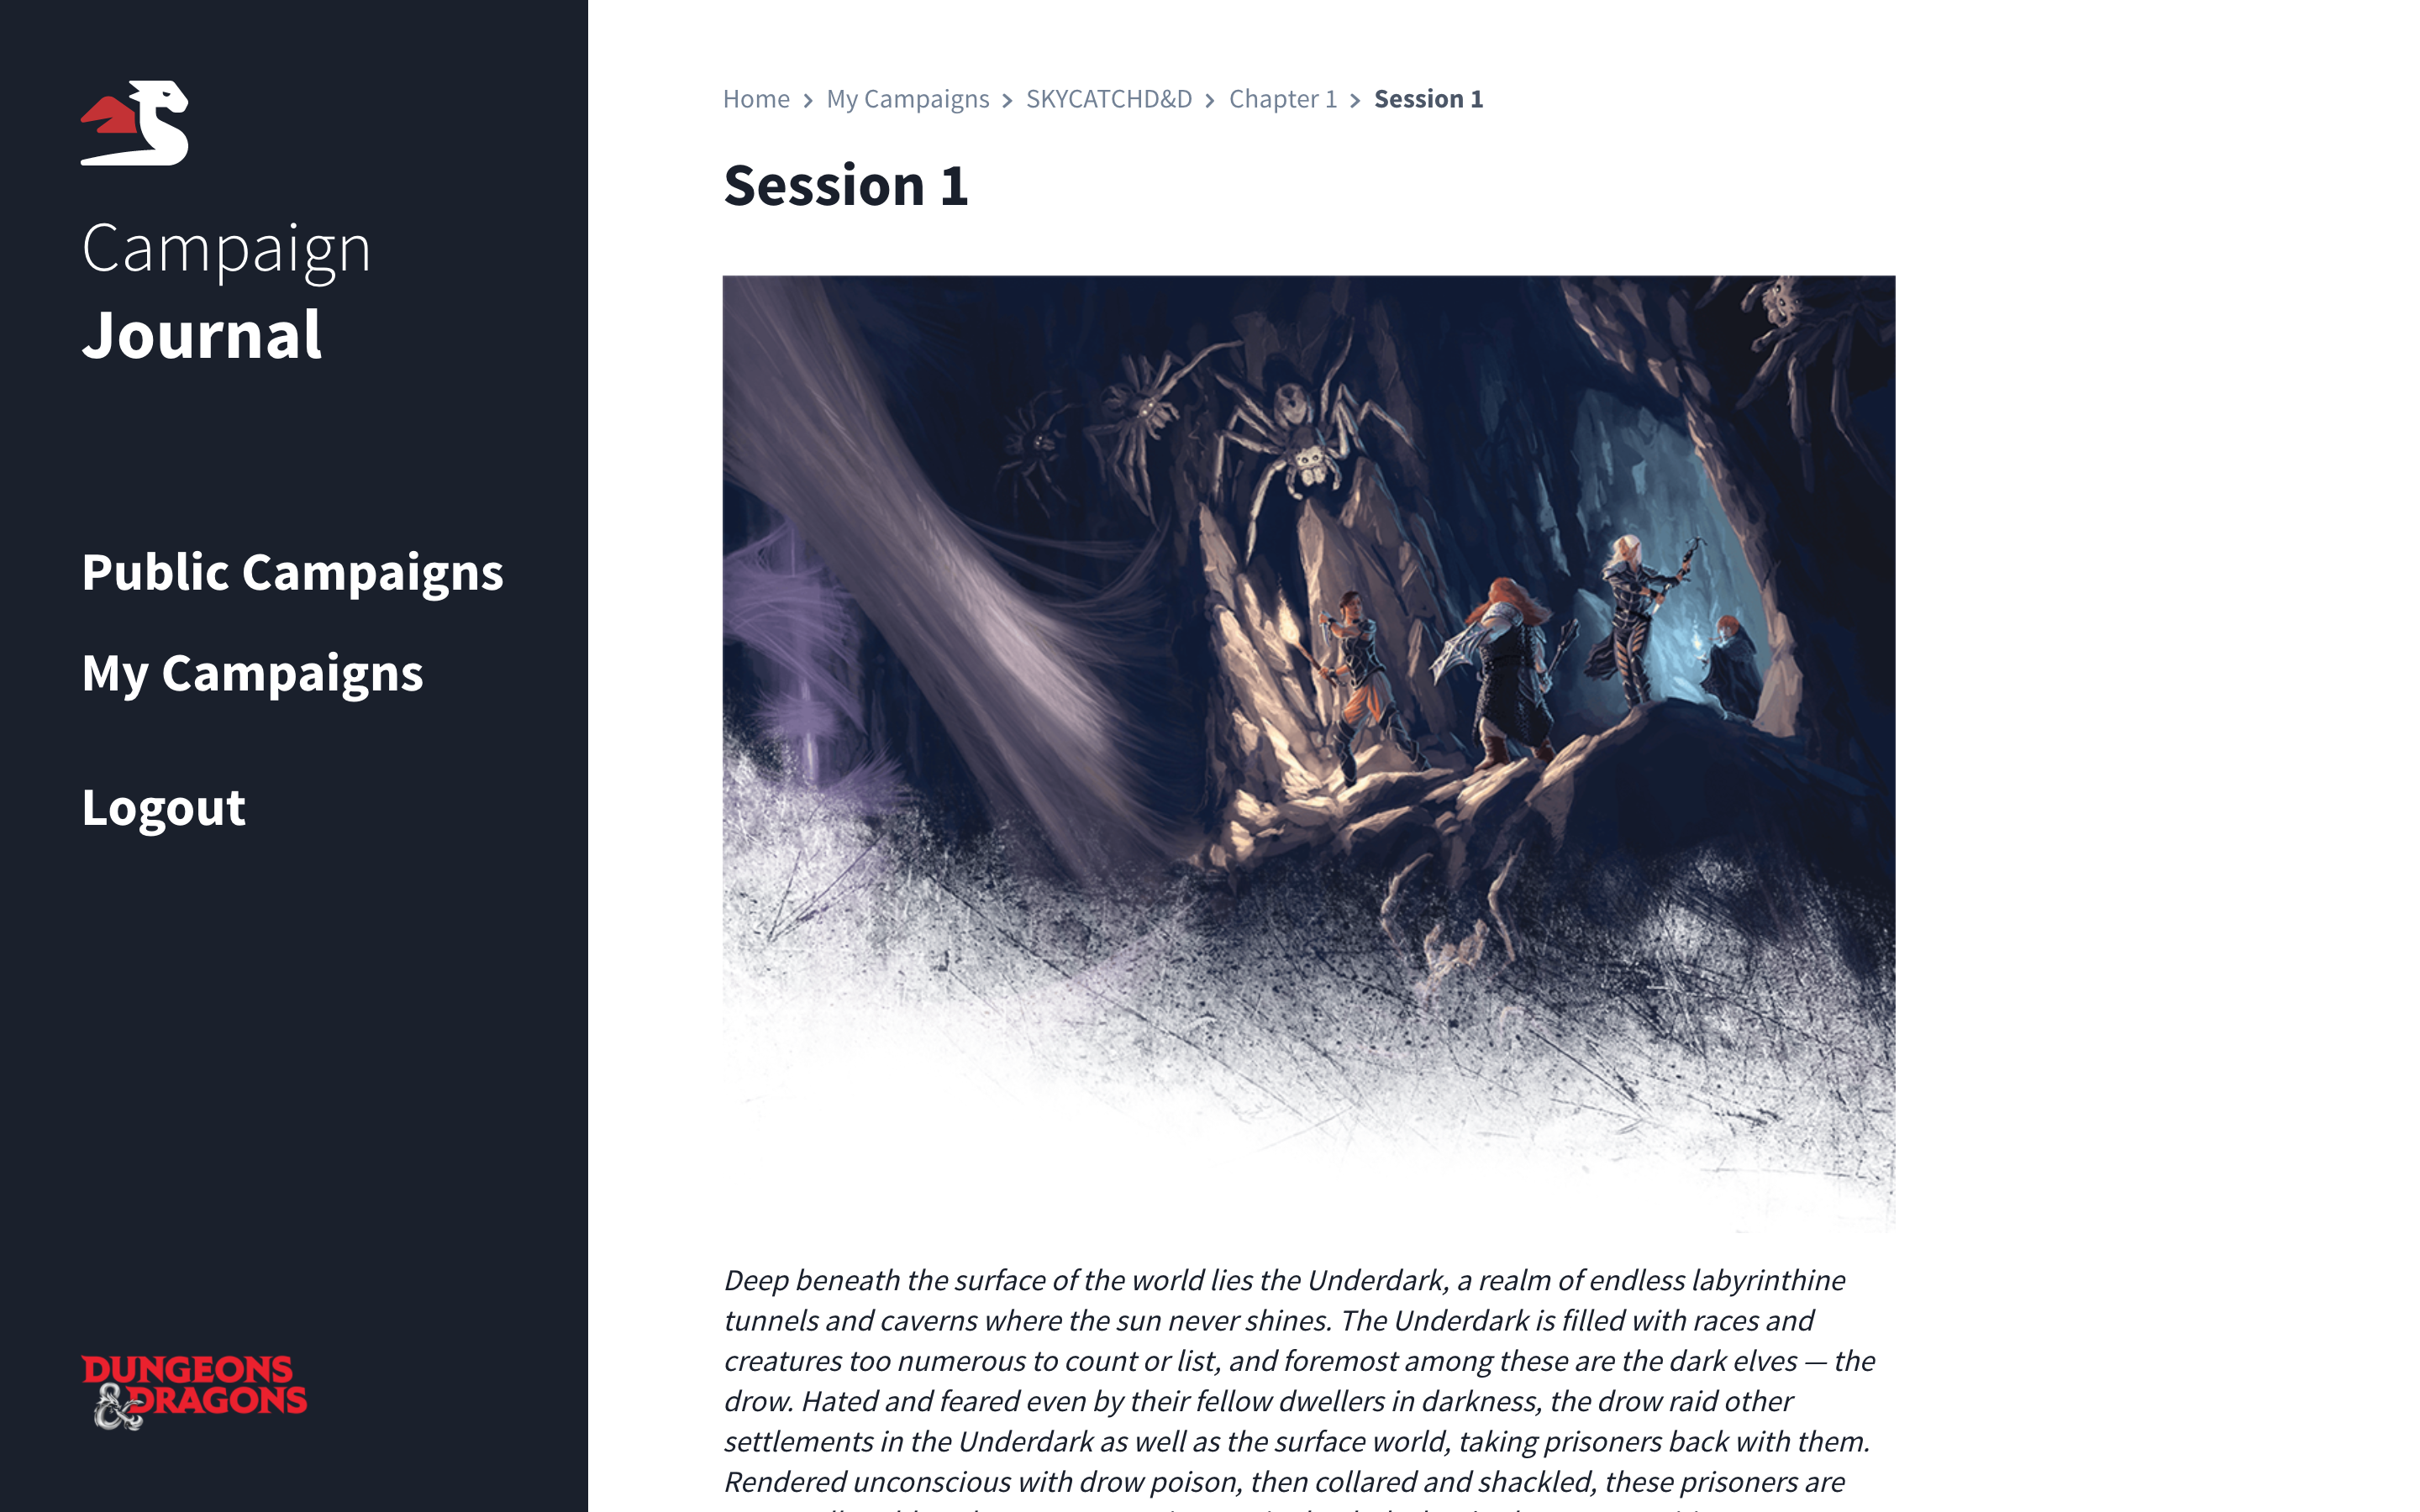 Campaign
Journal
Public Campaigns
My Campaigns
Logout
DUNGEONS
& DRAGONS
Home > My Campaigns > SKYCATCHD&D > Chapter 1 > Session 1
Session 1
Deep beneath the surface of the world lies the Underdark, a realm of endless labyrinthine
tunnels and caverns where the sun never shines. The Underdark is filled with races and
creatures too numerous to count or list, and foremost among these are the dark elves — the
drow. Hated and feared even by their fellow dwellers in darkness, the drow raid other
settlements in the Underdark as well as the surface world, taking prisoners back with them.
Rendered unconscious with drow poison, then collared and shackled, these prisoners are